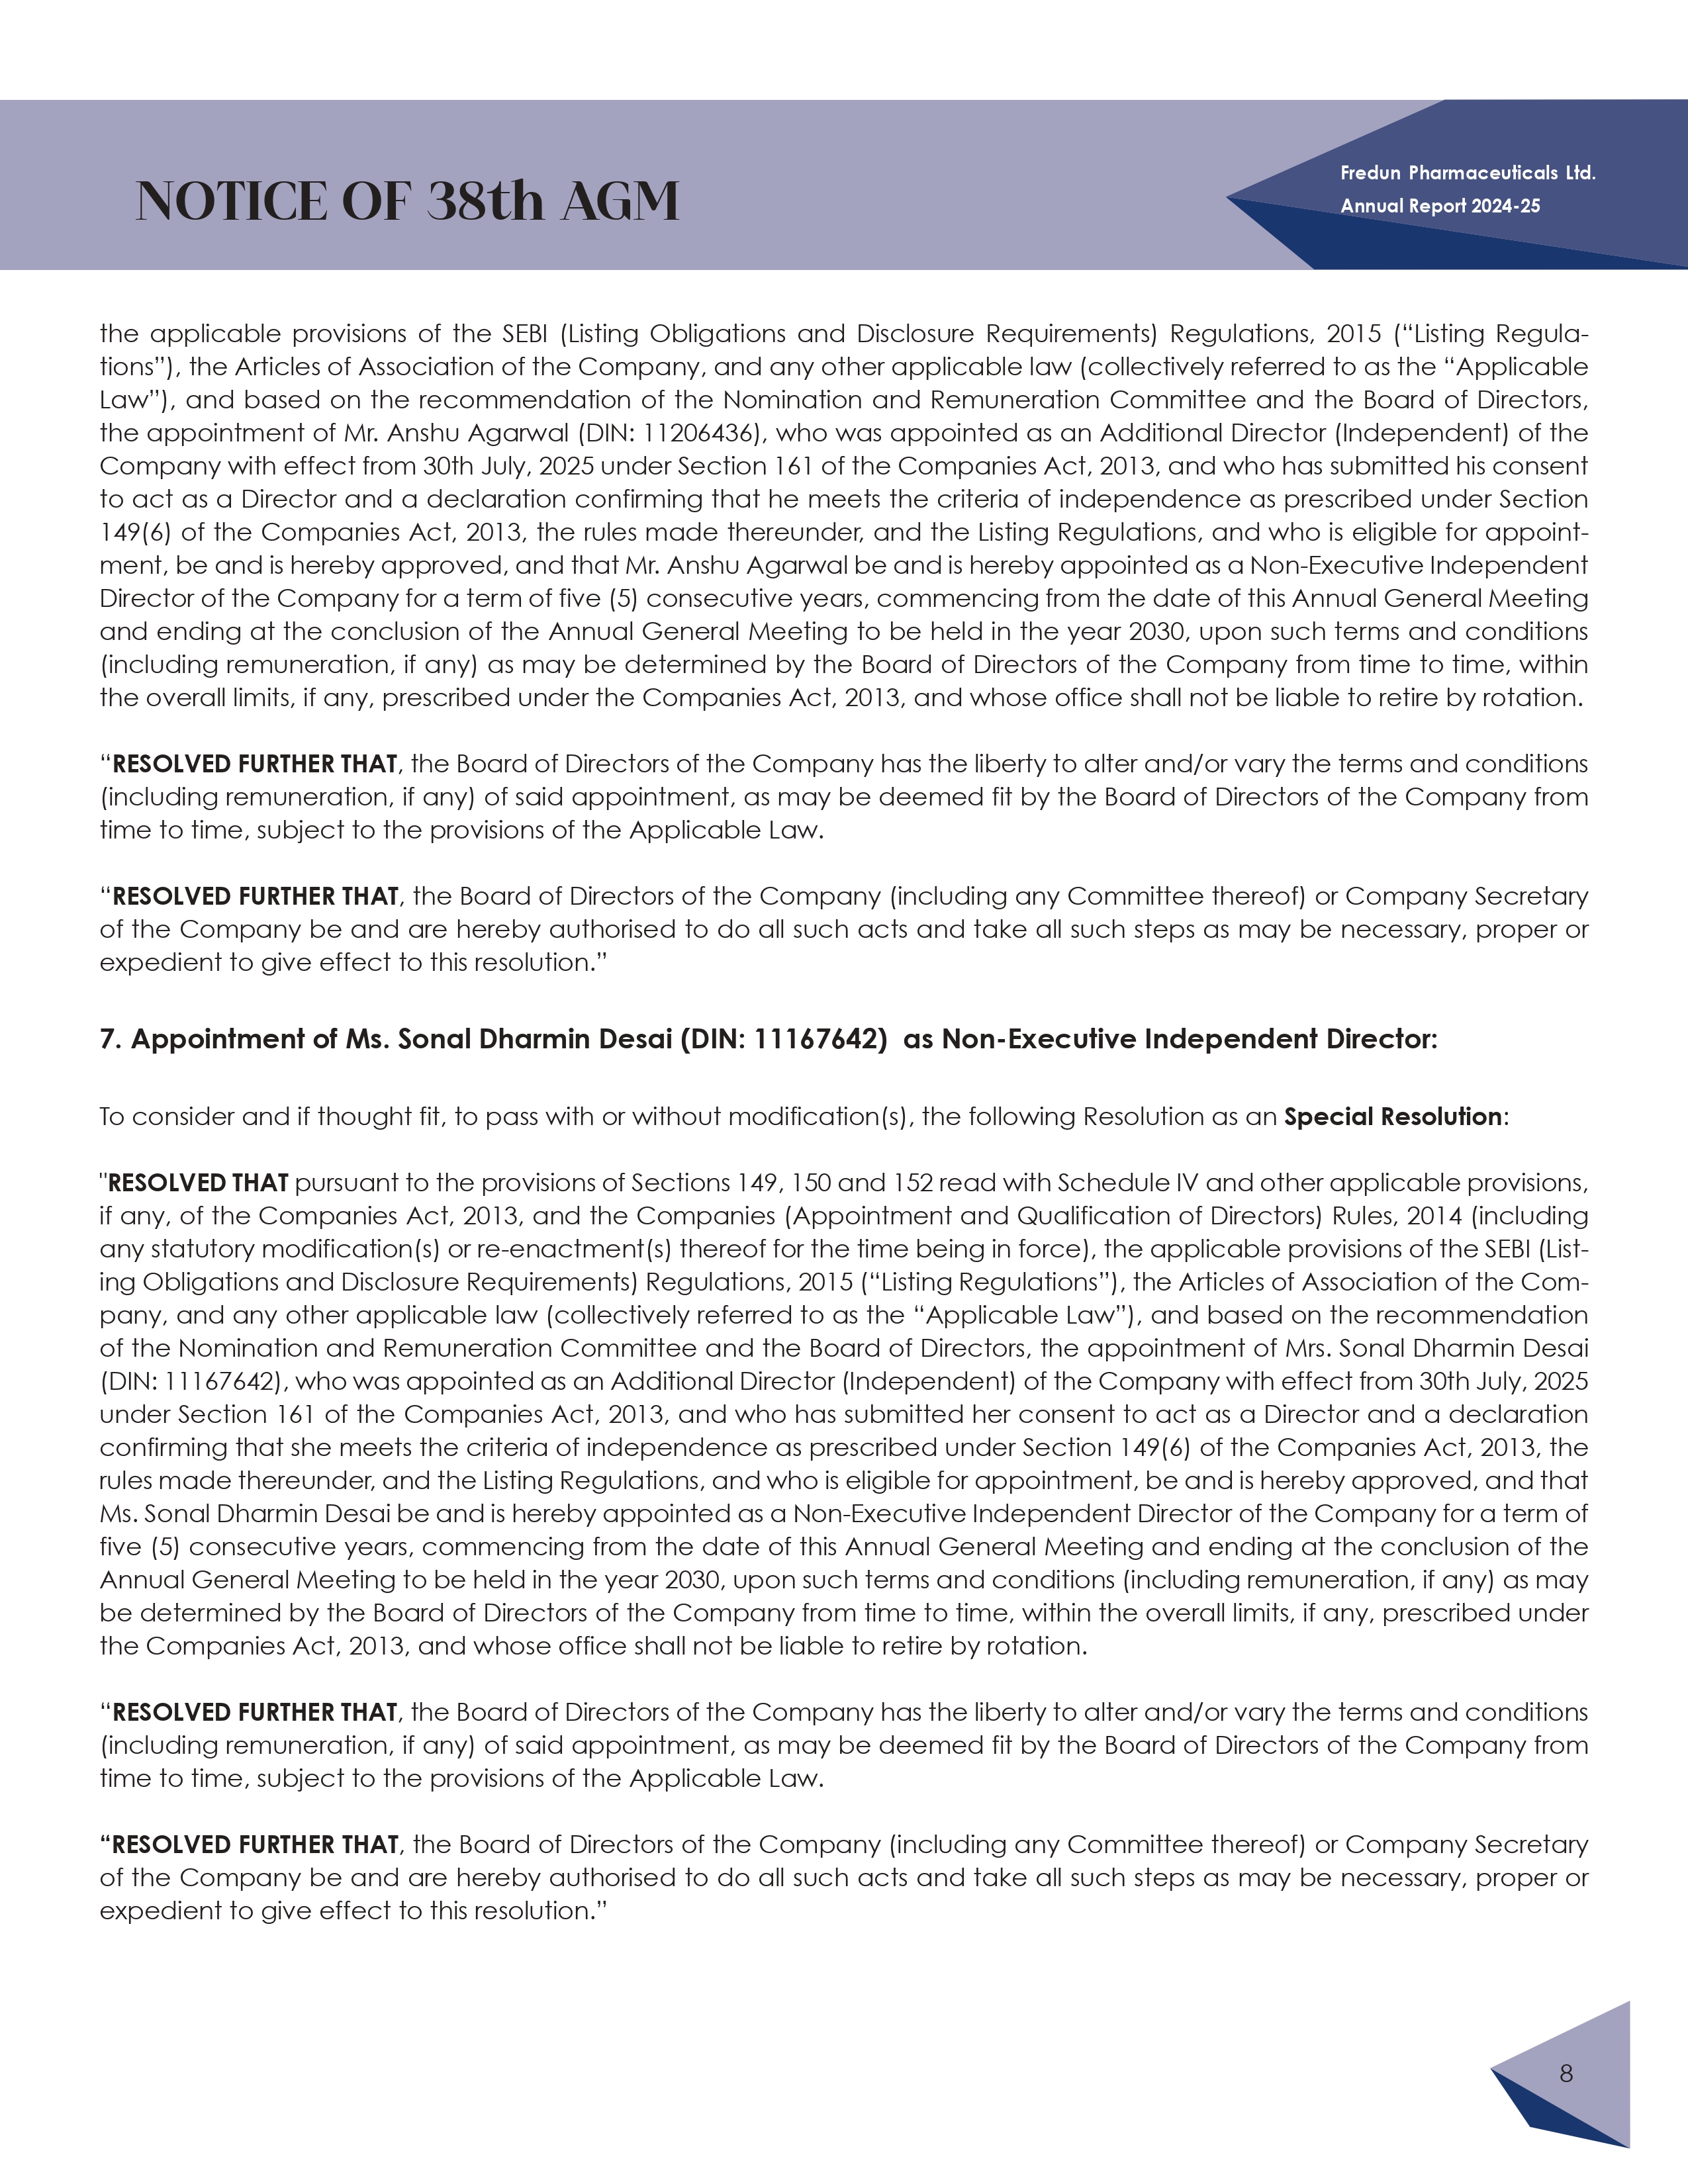 NOTICE OF 38th AGM
Fredun Pharmaceuticals Ltd.
Annual Report 2024-25
the applicable provisions of the SEBI (Listing Obligations and Disclosure Requirements) Regulations, 2015 (“Listing Regula-
tions”), the Articles of Association of the Company, and any other applicable law (collectively referred to as the “Applicable
Law”), and based on the recommendation of the Nomination and Remuneration Committee and the Board of Directors,
the appointment of Mr. Anshu Agarwal (DIN: 11206436), who was appointed as an Additional Director (Independent) of the
Company with effect from 30th July, 2025 under Section 161 of the Companies Act, 2013, and who has submitted his consent
to act as a Director and a declaration confirming that he meets the criteria of independence as prescribed under Section
149(6) of the Companies Act, 2013, the rules made thereunder, and the Listing Regulations, and who is eligible for appoint-
ment, be and is hereby approved, and that Mr. Anshu Agarwal be and is hereby appointed as a Non-Executive Independent
Director of the Company for a term of five (5) consecutive years, commencing from the date of this Annual General Meeting
and ending at the conclusion of the Annual General Meeting to be held in the year 2030, upon such terms and conditions
(including remuneration, if any) as may be determined by the Board of Directors of the Company from time to time, within
the overall limits, if any, prescribed under the Companies Act, 2013, and whose office shall not be liable to retire by rotation.
“RESOLVED FURTHER THAT, the Board of Directors of the Company has the liberty to alter and/or vary the terms and conditions
(including remuneration, if any) of said appointment, as may be deemed fit by the Board of Directors of the Company from
time to time, subject to the provisions of the Applicable Law.
“RESOLVED FURTHER THAT, the Board of Directors of the Company (including any Committee thereof) or Company Secretary
of the Company be and are hereby authorised to do all such acts and take all such steps as may be necessary, proper or
expedient to give effect to this resolution.”
7. Appointment of Ms. Sonal Dharmin Desai (DIN: 11167642)  as Non-Executive Independent Director:
To consider and if thought fit, to pass with or without modification(s), the following Resolution as an Special Resolution:
"RESOLVED THAT pursuant to the provisions of Sections 149, 150 and 152 read with Schedule IV and other applicable provisions,
if any, of the Companies Act, 2013, and the Companies (Appointment and Qualification of Directors) Rules, 2014 (including
any statutory modification(s) or re-enactment(s) thereof for the time being in force), the applicable provisions of the SEBI (List-
ing Obligations and Disclosure Requirements) Regulations, 2015 (“Listing Regulations”), the Articles of Association of the Com-
pany, and any other applicable law (collectively referred to as the “Applicable Law”), and based on the recommendation
of the Nomination and Remuneration Committee and the Board of Directors, the appointment of Mrs. Sonal Dharmin Desai
(DIN: 11167642), who was appointed as an Additional Director (Independent) of the Company with effect from 30th July, 2025
under Section 161 of the Companies Act, 2013, and who has submitted her consent to act as a Director and a declaration
confirming that she meets the criteria of independence as prescribed under Section 149(6) of the Companies Act, 2013, the
rules made thereunder, and the Listing Regulations, and who is eligible for appointment, be and is hereby approved, and that
Ms. Sonal Dharmin Desai be and is hereby appointed as a Non-Executive Independent Director of the Company for a term of
five (5) consecutive years, commencing from the date of this Annual General Meeting and ending at the conclusion of the
Annual General Meeting to be held in the year 2030, upon such terms and conditions (including remuneration, if any) as may
be determined by the Board of Directors of the Company from time to time, within the overall limits, if any, prescribed under
the Companies Act, 2013, and whose office shall not be liable to retire by rotation.
“RESOLVED FURTHER THAT, the Board of Directors of the Company has the liberty to alter and/or vary the terms and conditions
(including remuneration, if any) of said appointment, as may be deemed fit by the Board of Directors of the Company from
time to time, subject to the provisions of the Applicable Law.
“RESOLVED FURTHER THAT, the Board of Directors of the Company (including any Committee thereof) or Company Secretary
of the Company be and are hereby authorised to do all such acts and take all such steps as may be necessary, proper or
expedient to give effect to this resolution.”
8